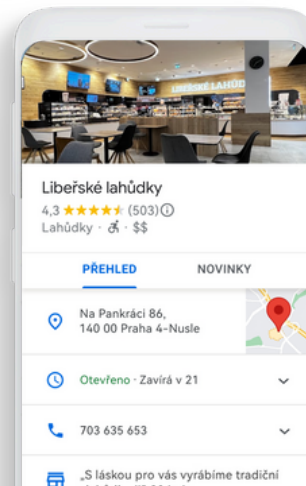 LIBEŘSKÉ LAHŮD
Libeřské lahůdky
4,3 ★★★★★ (503)
Lahůdky · $$
PŘEHLED NOVINKY
Na Pankráci 86,
140 00 Praha 4-Nusle
Otevřeno · Zavírá v 21
703 635 653
„S láskou pro vás vyrábíme tradiční